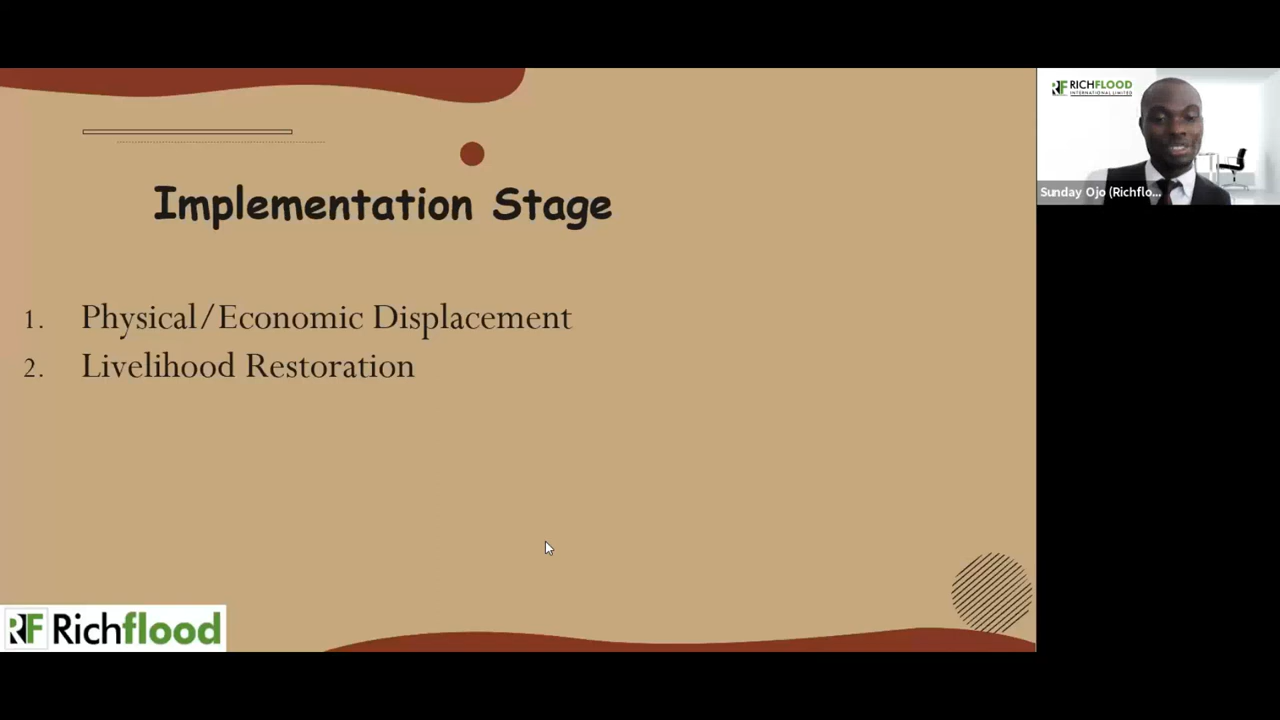 Implementation Stage
1. Physical/Economic Displacement
2. Livelihood Restoration
RF Richflood
RF RICHFLOOD
INTERNATIONAL LIMITED
Sunday Ojo (Richflo...